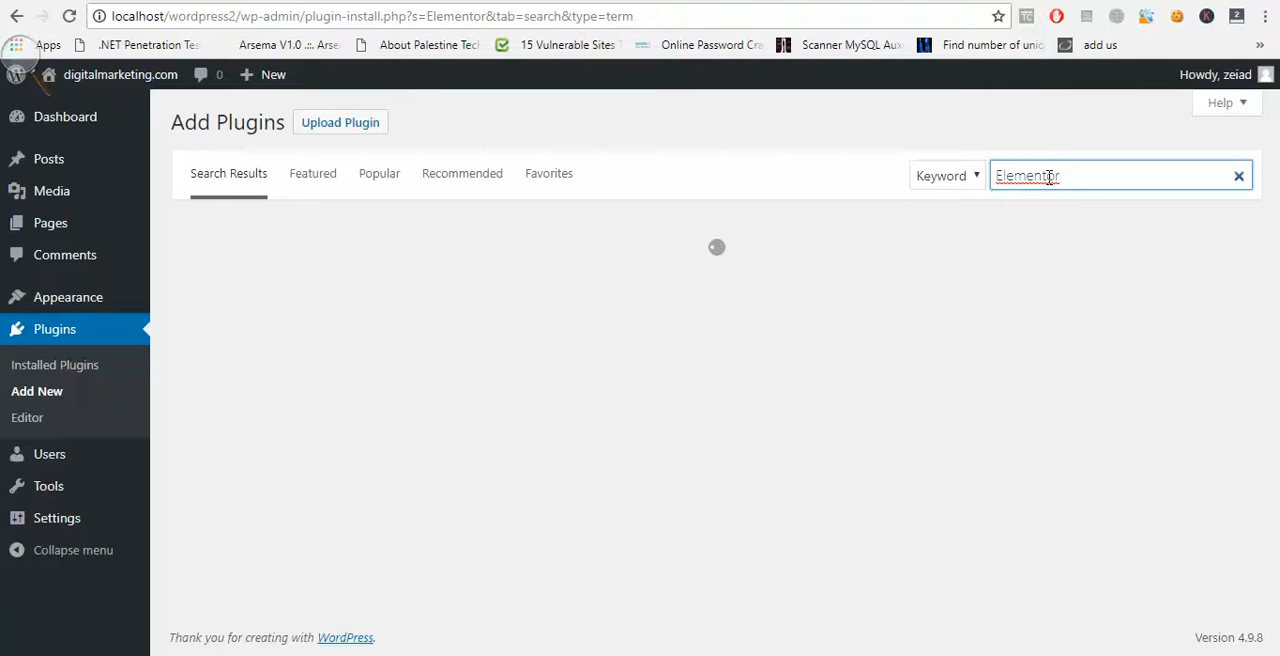 localhost/wordpress2/wp-admin/plugin-install.php?s=Elementor&tab=search&type=term
Apps .NET Penetration Tes Arsenıc V1.0 .::. Arse About Palestine Tech 15 Vulnerable Sites T Online Password Cra Scanner MySQL Aux Find number of uniq add us »
digitalmarketing.com 0 New Howdy, zeiad
Dashboard
Posts
Media
Pages
Comments
Appearance
Plugins
Installed Plugins
Add New
Editor
Users
Tools
Settings
Collapse menu
Add Plugins Upload Plugin Help
Search Results Featured Popular Recommended Favorites Keyword Elementor
Thank you for creating with WordPress. Version 4.9.8